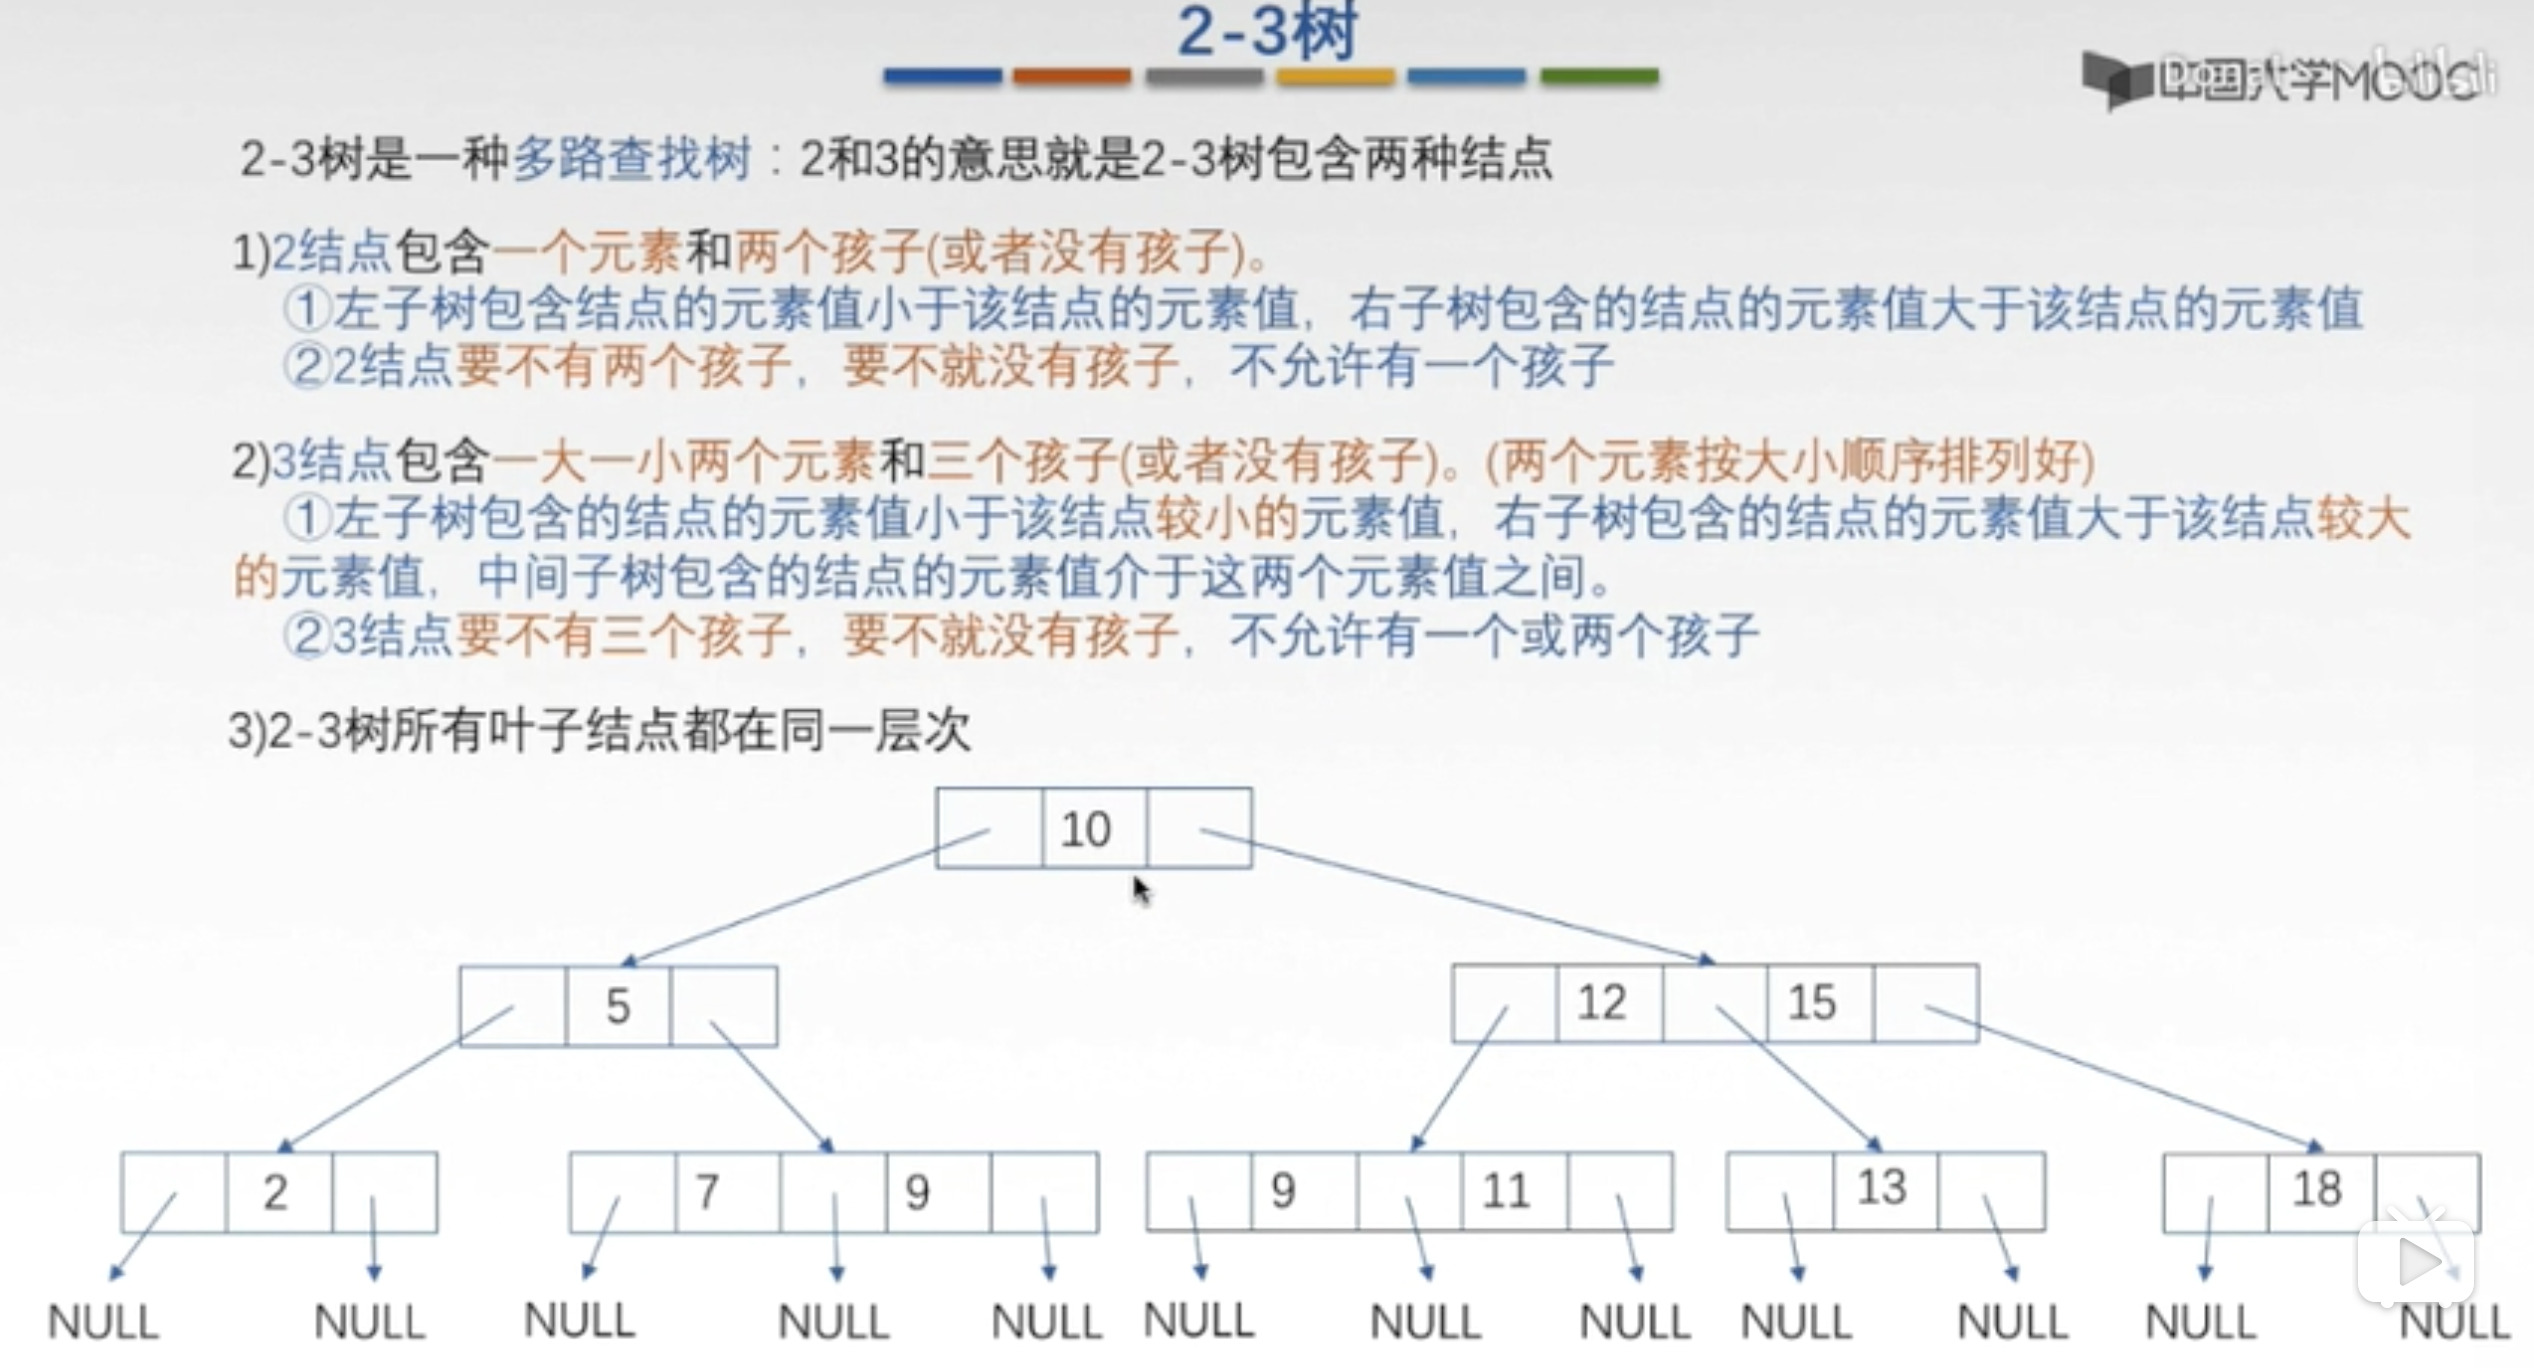 2-3树
中国大学MOOC
bilibili
2-3树是一种多路查找树：2和3的意思就是2-3树包含两种结点
1)2结点包含一个元素和两个孩子(或者没有孩子)。
①左子树包含结点的元素值小于该结点的元素值，右子树包含的结点的元素值大于该结点的元素值
②2结点要不有两个孩子，要不就没有孩子，不允许有一个孩子
2)3结点包含一大一小两个元素和三个孩子(或者没有孩子)。(两个元素按大小顺序排列好)
①左子树包含的结点的元素值小于该结点较小的元素值，右子树包含的结点的元素值大于该结点较大
的元素值，中间子树包含的结点的元素值介于这两个元素值之间。
②3结点要不有三个孩子，要不就没有孩子，不允许有一个或两个孩子
3)2-3树所有叶子结点都在同一层次
10
5 12 15
2 7 9 9 11 13 18
NULL NULL NULL NULL NULL NULL NULL NULL NULL NULL NULL NULL